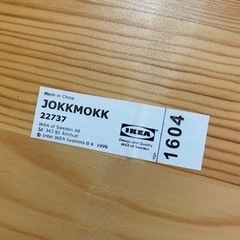 Made in China
JOKKMOKK
22737
IKEA of Sweden AB
SE-343 81 Älmhult
© Inter IKEA Systems B.V. 1999
IKEA
Design and Quality
IKEA of Sweden
1604